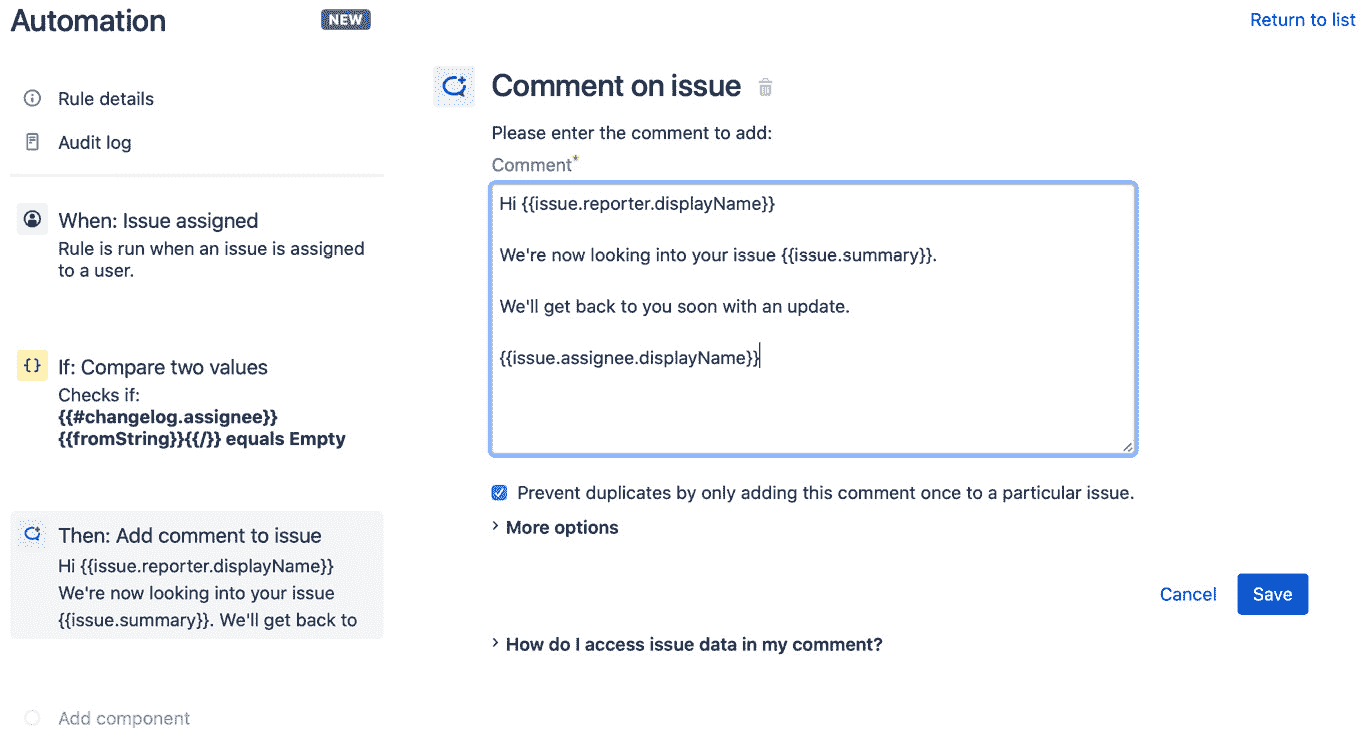 Automation
NEW
Return to list
Rule details
Audit log
When: Issue assigned
Rule is run when an issue is assigned
to a user.
If: Compare two values
Checks if:
{{#changelog.assignee}}
{{fromString}}{{/}} equals Empty
Then: Add comment to issue
Hi {{issue.reporter.displayName}}
We're now looking into your issue
{{issue.summary}}. We'll get back to
Add component
Comment on issue
Please enter the comment to add:
Comment*
Hi {{issue.reporter.displayName}}
We're now looking into your issue {{issue.summary}}.
We'll get back to you soon with an update.
{{issue.assignee.displayName}}
Prevent duplicates by only adding this comment once to a particular issue.
More options
Cancel
Save
How do I access issue data in my comment?